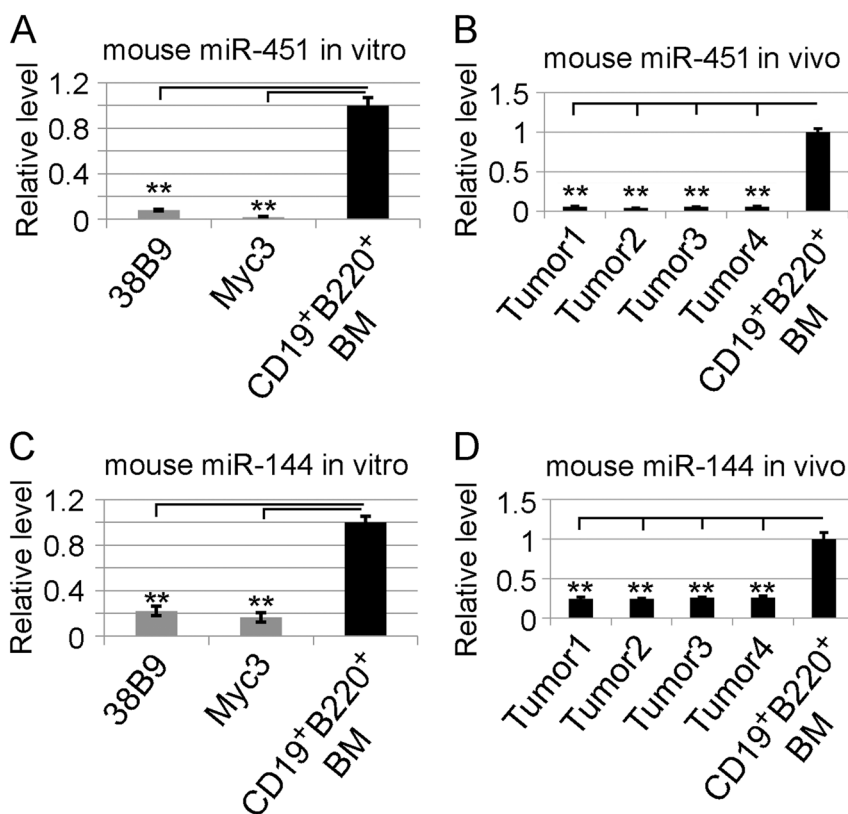 A
mouse miR-451 in vitro
Relative level
1.2
0.8
0.4
0
**
**
38B9
Myc3
CD19+B220+
BM
B
mouse miR-451 in vivo
Relative level
1.5
1
0.5
0
** ** ** **
Tumor1
Tumor2
Tumor3
Tumor4
CD19+B220+
BM
C
mouse miR-144 in vitro
Relative level
1.2
0.8
0.4
0
**
**
38B9
Myc3
CD19+B220+
BM
D
mouse miR-144 in vivo
Relative level
1.5
1
0.5
0
** ** ** **
Tumor1
Tumor2
Tumor3
Tumor4
CD19+B220+
BM